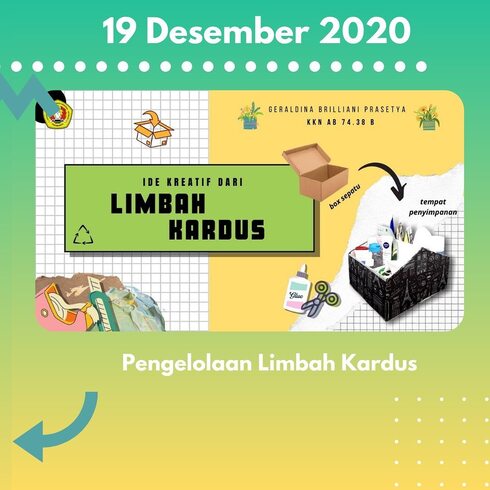 19 Desember 2020
GERALDINA BRILLIANI PRASETYA
KKN AB 74.38 B
IDE KREATIF DARI
LIMBAH
KARDUS
box sepatu
tempat
penyimpanan
Glue
Pengelolaan Limbah Kardus